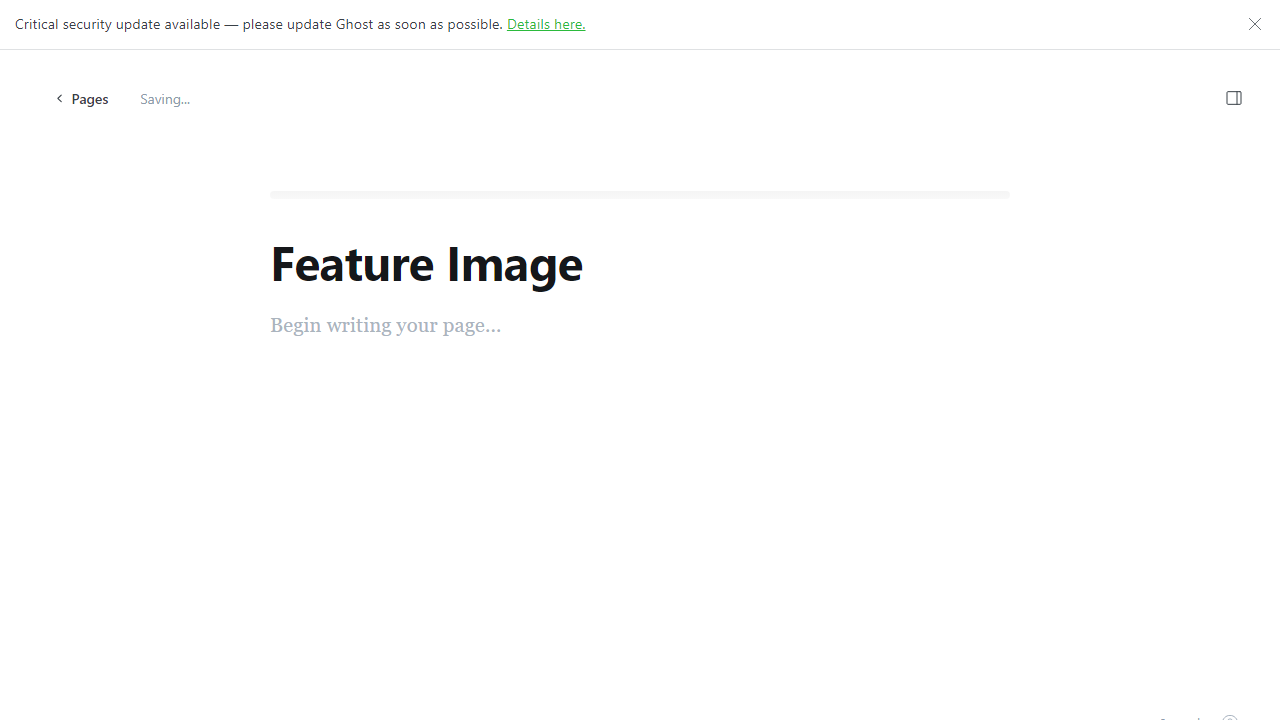 Critical security update available — please update Ghost as soon as possible. Details here.
Pages
Saving...
Feature Image
Begin writing your page...